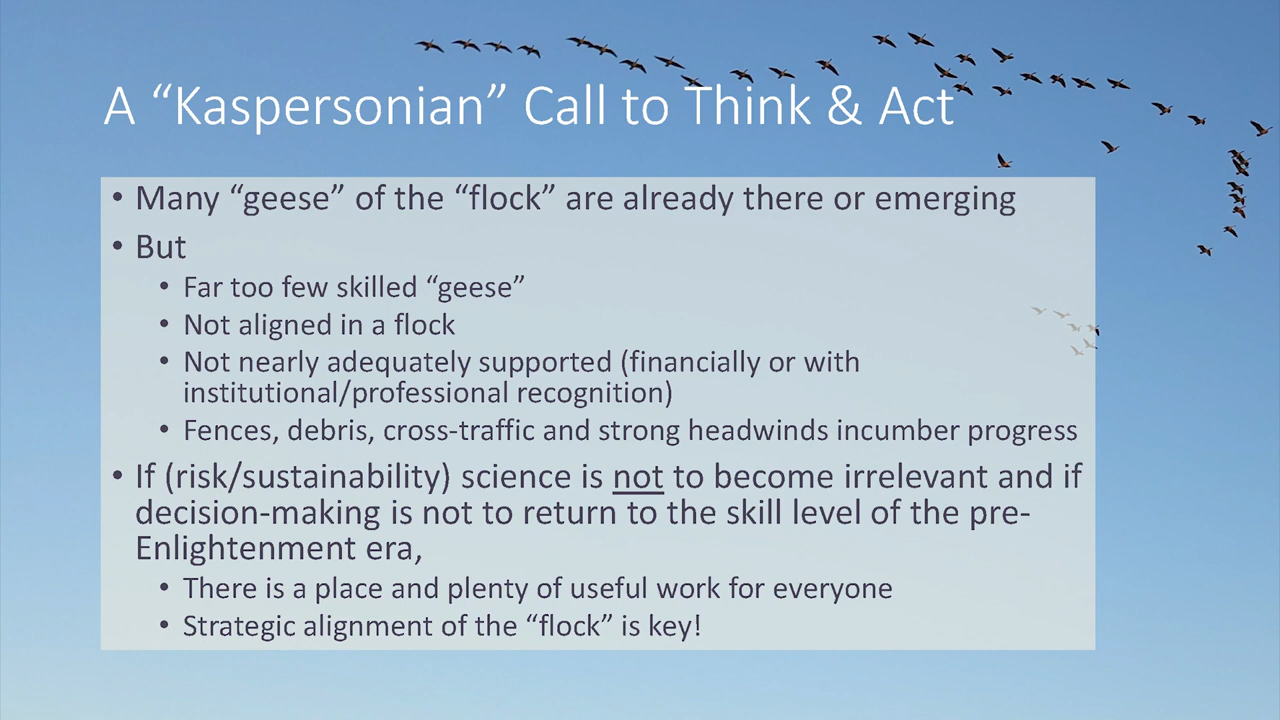 A “Kaspersonian” Call to Think & Act
• Many “geese” of the “flock” are already there or emerging
• But
• Far too few skilled “geese”
• Not aligned in a flock
• Not nearly adequately supported (financially or with
institutional/professional recognition)
• Fences, debris, cross-traffic and strong headwinds incumber progress
• If (risk/sustainability) science is not to become irrelevant and if
decision-making is not to return to the skill level of the pre-
Enlightenment era,
• There is a place and plenty of useful work for everyone
• Strategic alignment of the “flock” is key!